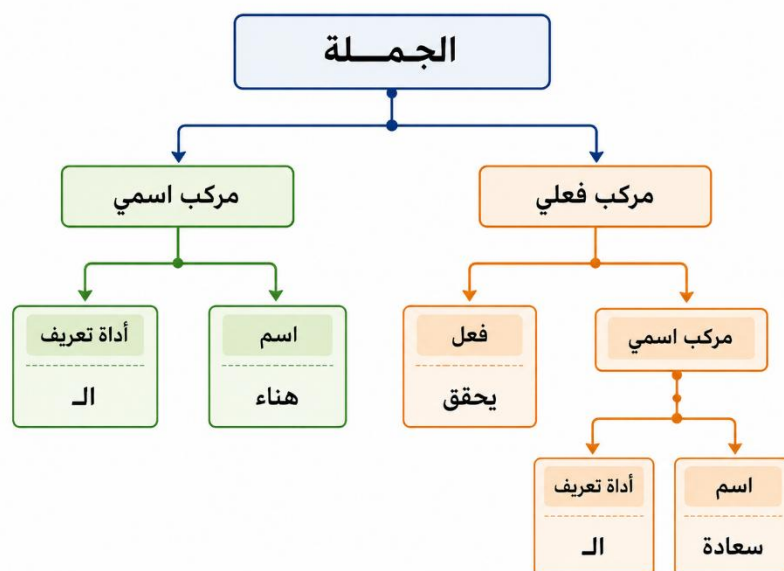 الجمـــلة
مركب اسمي
مركب فعلي
أداة تعريف
الـ
اسم
هناء
فعل
يحقق
مركب اسمي
أداة تعريف
الـ
اسم
سعادة